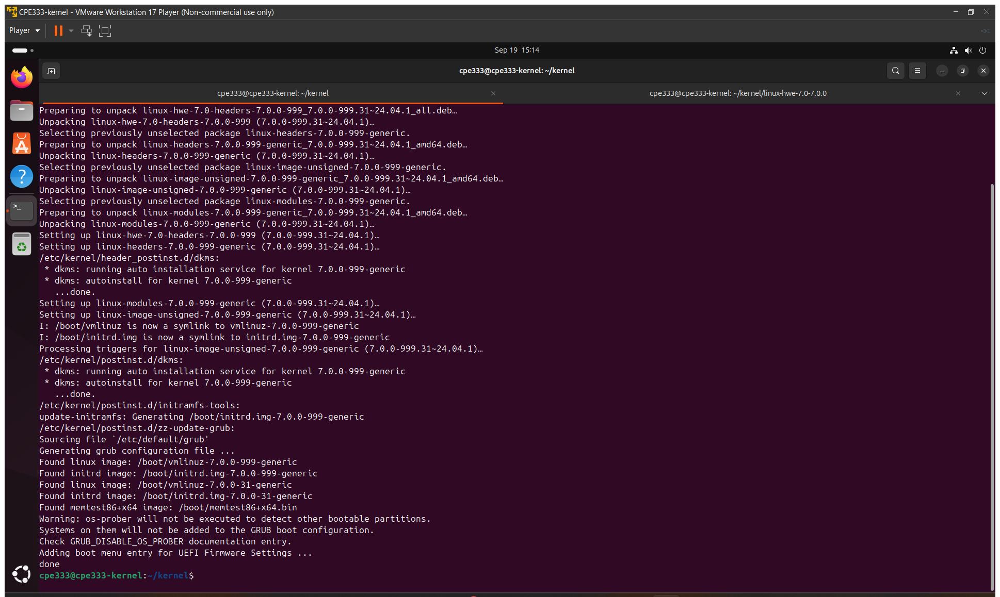 CPE333-kernel - VMware Workstation 17 Player (Non-commercial use only)
Player
Sep 19 15:14
cpe333@cpe333-kernel: ~/kernel
cpe333@cpe333-kernel: ~/kernel
cpe333@cpe333-kernel: ~/kernel/linux-hwe-7.0-7.0.0
Preparing to unpack linux-hwe-7.0-headers-7.0.0-999_7.0.0-999.31~24.04.1_all.deb…
Unpacking linux-hwe-7.0-headers-7.0.0-999 (7.0.0-999.31~24.04.1)…
Selecting previously unselected package linux-headers-7.0.0-999-generic.
Preparing to unpack linux-headers-7.0.0-999-generic_7.0.0-999.31~24.04.1_amd64.deb…
Unpacking linux-headers-7.0.0-999-generic (7.0.0-999.31~24.04.1)…
Selecting previously unselected package linux-image-unsigned-7.0.0-999-generic.
Preparing to unpack linux-image-unsigned-7.0.0-999-generic_7.0.0-999.31~24.04.1_amd64.deb…
Unpacking linux-image-unsigned-7.0.0-999-generic (7.0.0-999.31~24.04.1)…
Selecting previously unselected package linux-modules-7.0.0-999-generic.
Preparing to unpack linux-modules-7.0.0-999-generic_7.0.0-999.31~24.04.1_amd64.deb…
Unpacking linux-modules-7.0.0-999-generic (7.0.0-999.31~24.04.1)…
Setting up linux-hwe-7.0-headers-7.0.0-999 (7.0.0-999.31~24.04.1)…
Setting up linux-headers-7.0.0-999-generic (7.0.0-999.31~24.04.1)…
/etc/kernel/header_postinst.d/dkms:
 * dkms: running auto installation service for kernel 7.0.0-999-generic
 * dkms: autoinstall for kernel 7.0.0-999-generic
   ...done.
Setting up linux-modules-7.0.0-999-generic (7.0.0-999.31~24.04.1)…
Setting up linux-image-unsigned-7.0.0-999-generic (7.0.0-999.31~24.04.1)…
I: /boot/vmlinuz is now a symlink to vmlinuz-7.0.0-999-generic
I: /boot/initrd.img is now a symlink to initrd.img-7.0.0-999-generic
Processing triggers for linux-image-unsigned-7.0.0-999-generic (7.0.0-999.31~24.04.1)…
/etc/kernel/postinst.d/dkms:
 * dkms: running auto installation service for kernel 7.0.0-999-generic
 * dkms: autoinstall for kernel 7.0.0-999-generic
   ...done.
/etc/kernel/postinst.d/initramfs-tools:
update-initramfs: Generating /boot/initrd.img-7.0.0-999-generic
/etc/kernel/postinst.d/zz-update-grub:
Sourcing file `/etc/default/grub'
Generating grub configuration file ...
Found linux image: /boot/vmlinuz-7.0.0-999-generic
Found initrd image: /boot/initrd.img-7.0.0-999-generic
Found linux image: /boot/vmlinuz-7.0.0-31-generic
Found initrd image: /boot/initrd.img-7.0.0-31-generic
Found memtest86+x64 image: /boot/memtest86+x64.bin
Warning: os-prober will not be executed to detect other bootable partitions.
Systems on them will not be added to the GRUB boot configuration.
Check GRUB_DISABLE_OS_PROBER documentation entry.
Adding boot menu entry for UEFI Firmware Settings ...
done
cpe333@cpe333-kernel:~/kernel$